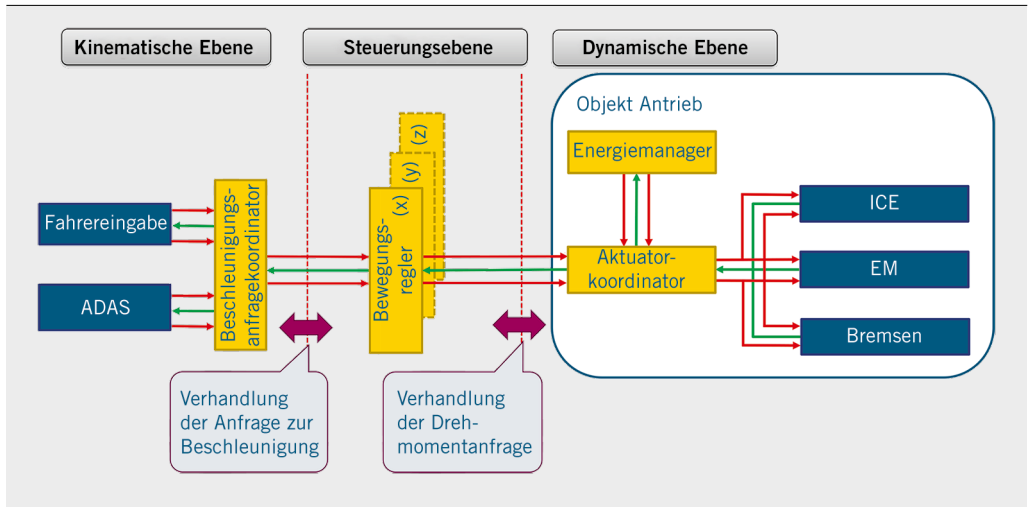 Kinematische Ebene
Steuerungsebene
Dynamische Ebene
Objekt Antrieb
Energiemanager
(z)
(y)
(x)
Bewegungs-
regler
Beschleunigungs-
anfragekoordinator
Fahrereingabe
ADAS
Aktuator-
koordinator
ICE
EM
Bremsen
Verhandlung
der Anfrage zur
Beschleunigung
Verhandlung
der Dreh-
momentanfrage